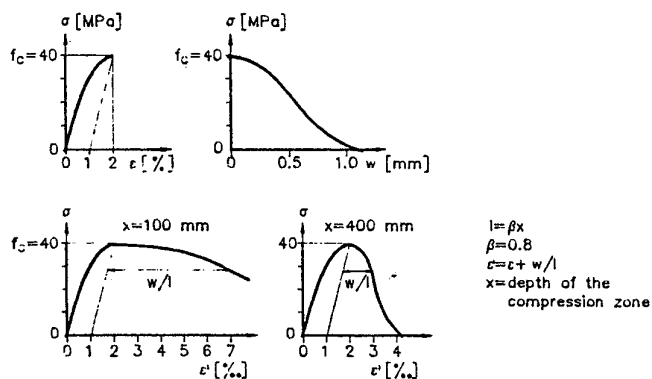 σ [MPa]
f_c=40
0
0 1 2 ε [‰]
σ [MPa]
f_c=40
0
0 0.5 1.0 w [mm]
σ
x=100 mm
f_c=40
w/l
0
0 1 2 3 4 5 6 7
ε' [‰]
σ
x=400 mm
40
w/l
0
0 1 2 3 4
ε' [‰]
l=βx
β=0.8
ε'=ε+ w/l
x=depth of the
compression zone